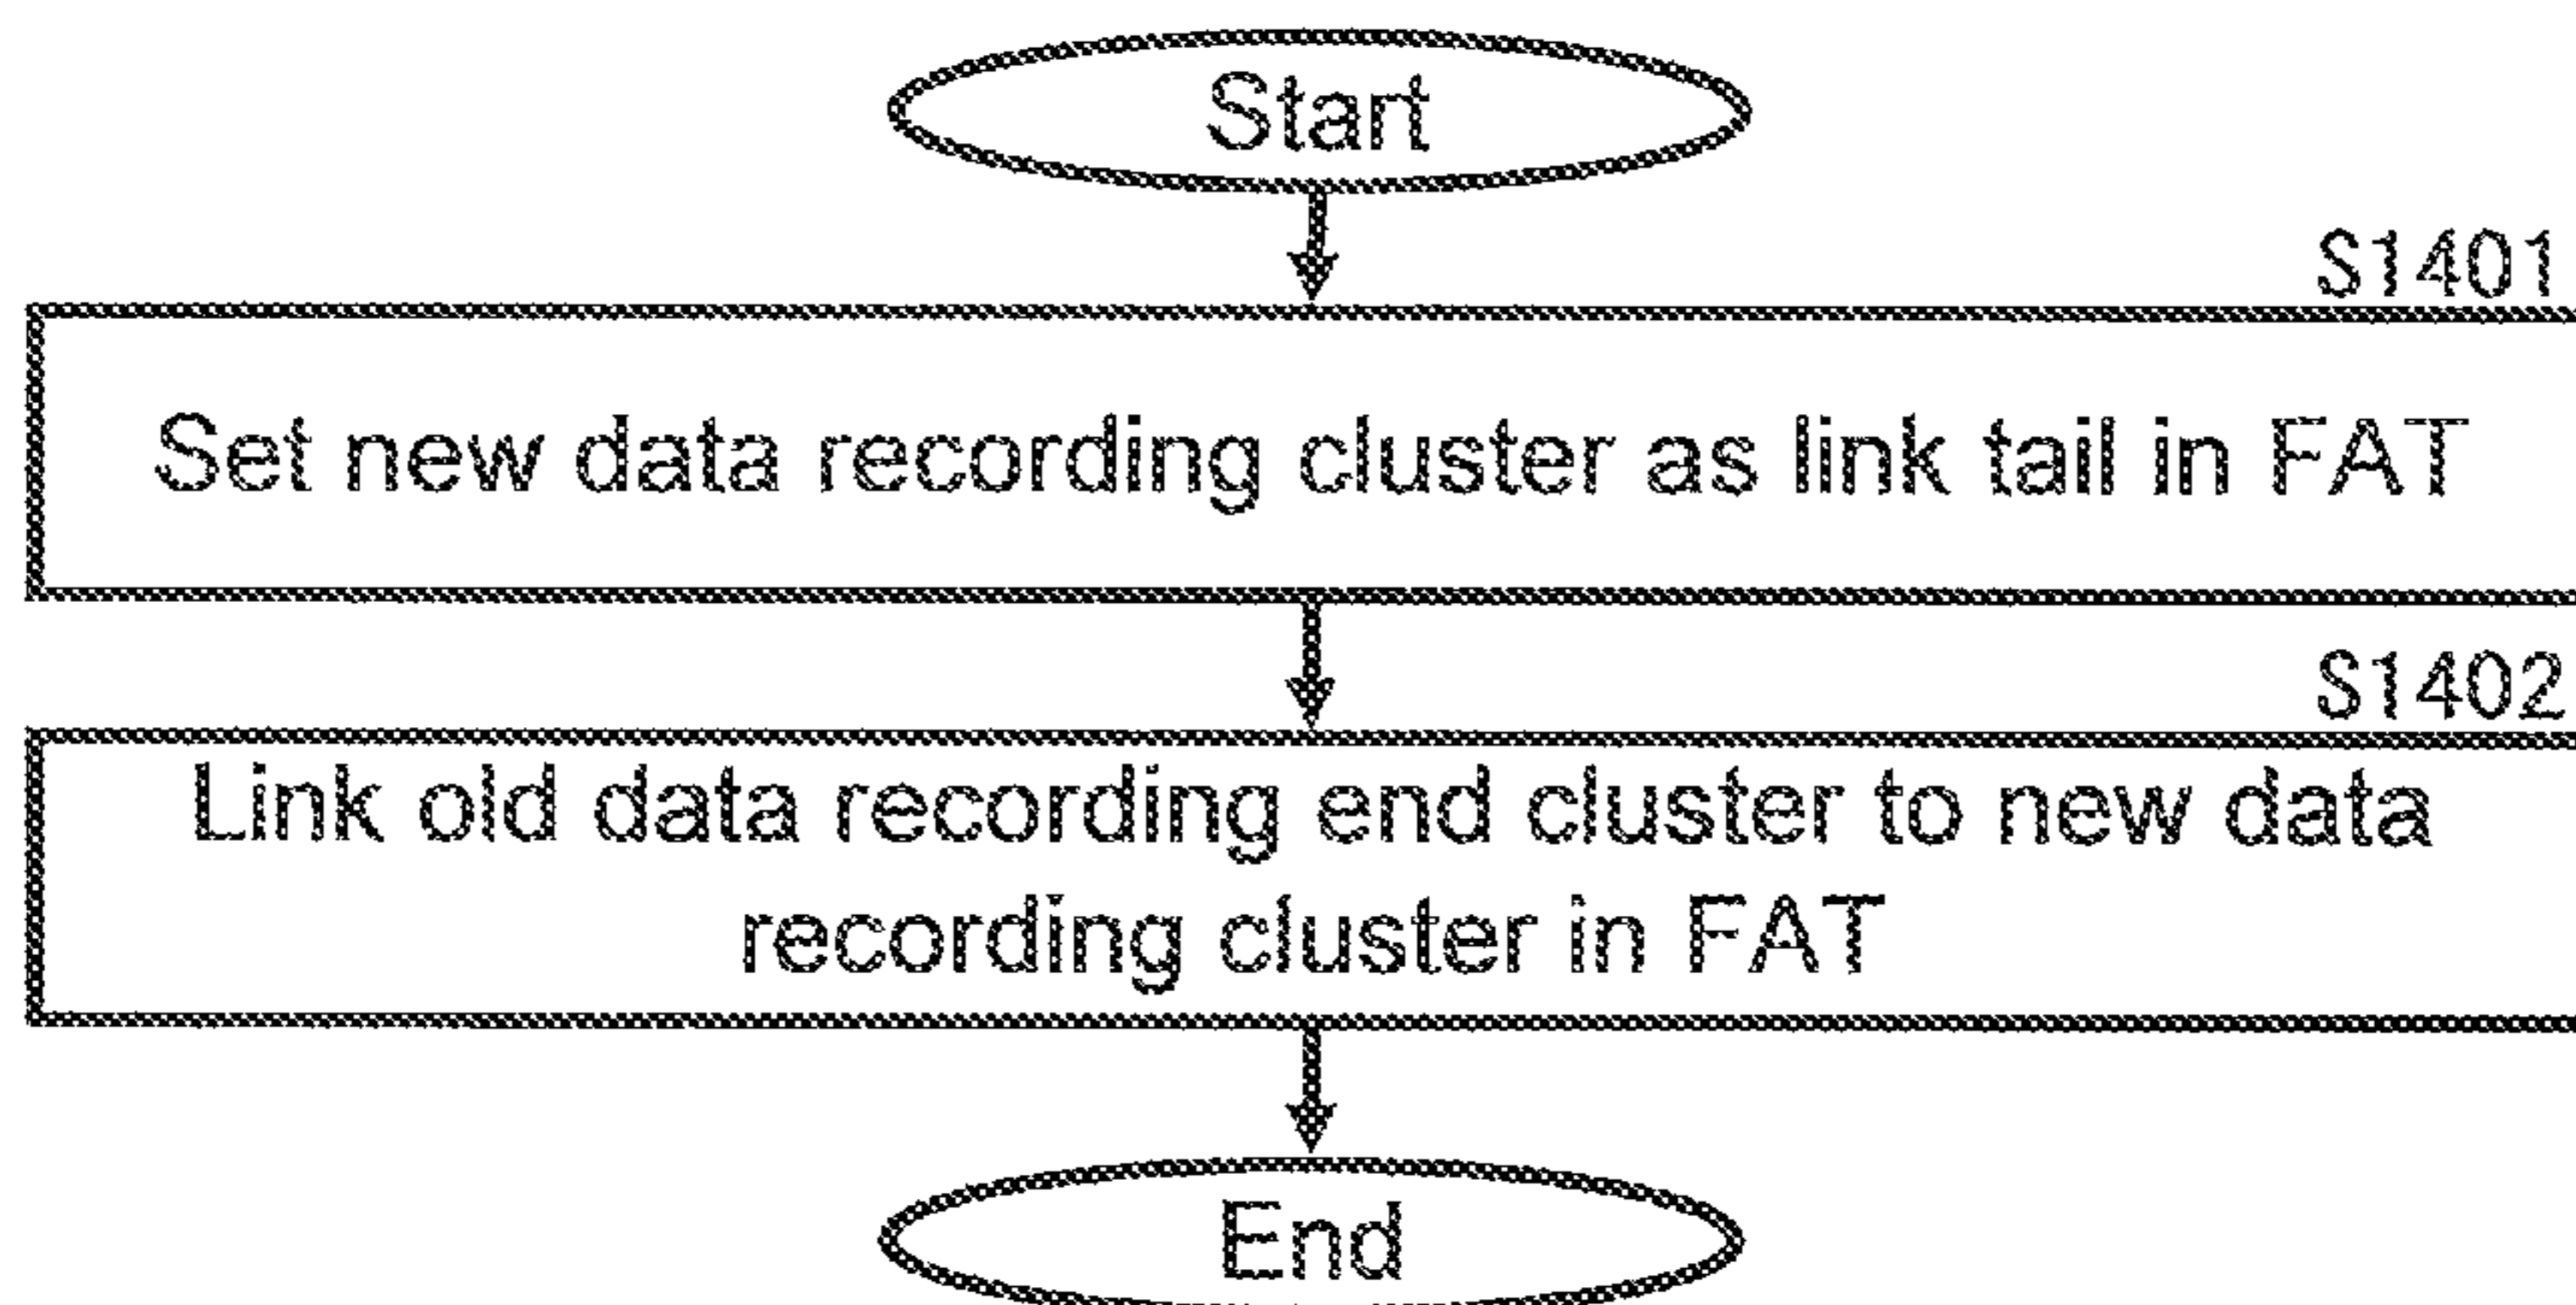 Start
S1401
Set new data recording cluster as link tail in FAT
S1402
Link old data recording end cluster to new data
recording cluster in FAT
End